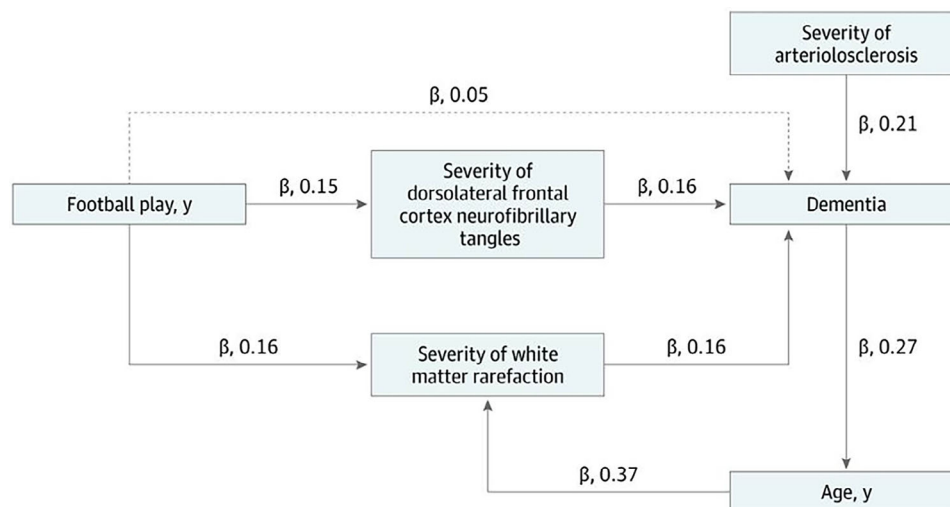 Severity of
arteriolosclerosis
β, 0.05
β, 0.21
Football play, y
β, 0.15
Severity of
dorsolateral frontal
cortex neurofibrillary
tangles
β, 0.16
Dementia
β, 0.16
Severity of white
matter rarefaction
β, 0.16
β, 0.27
β, 0.37
Age, y